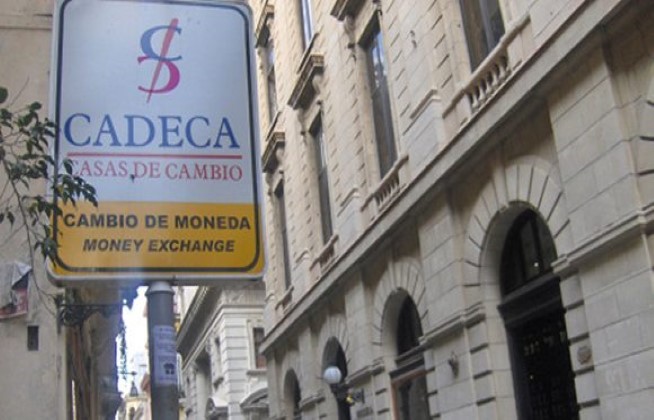 CADECA
CASAS DE CAMBIO
CAMBIO DE MONEDA
MONEY EXCHANGE